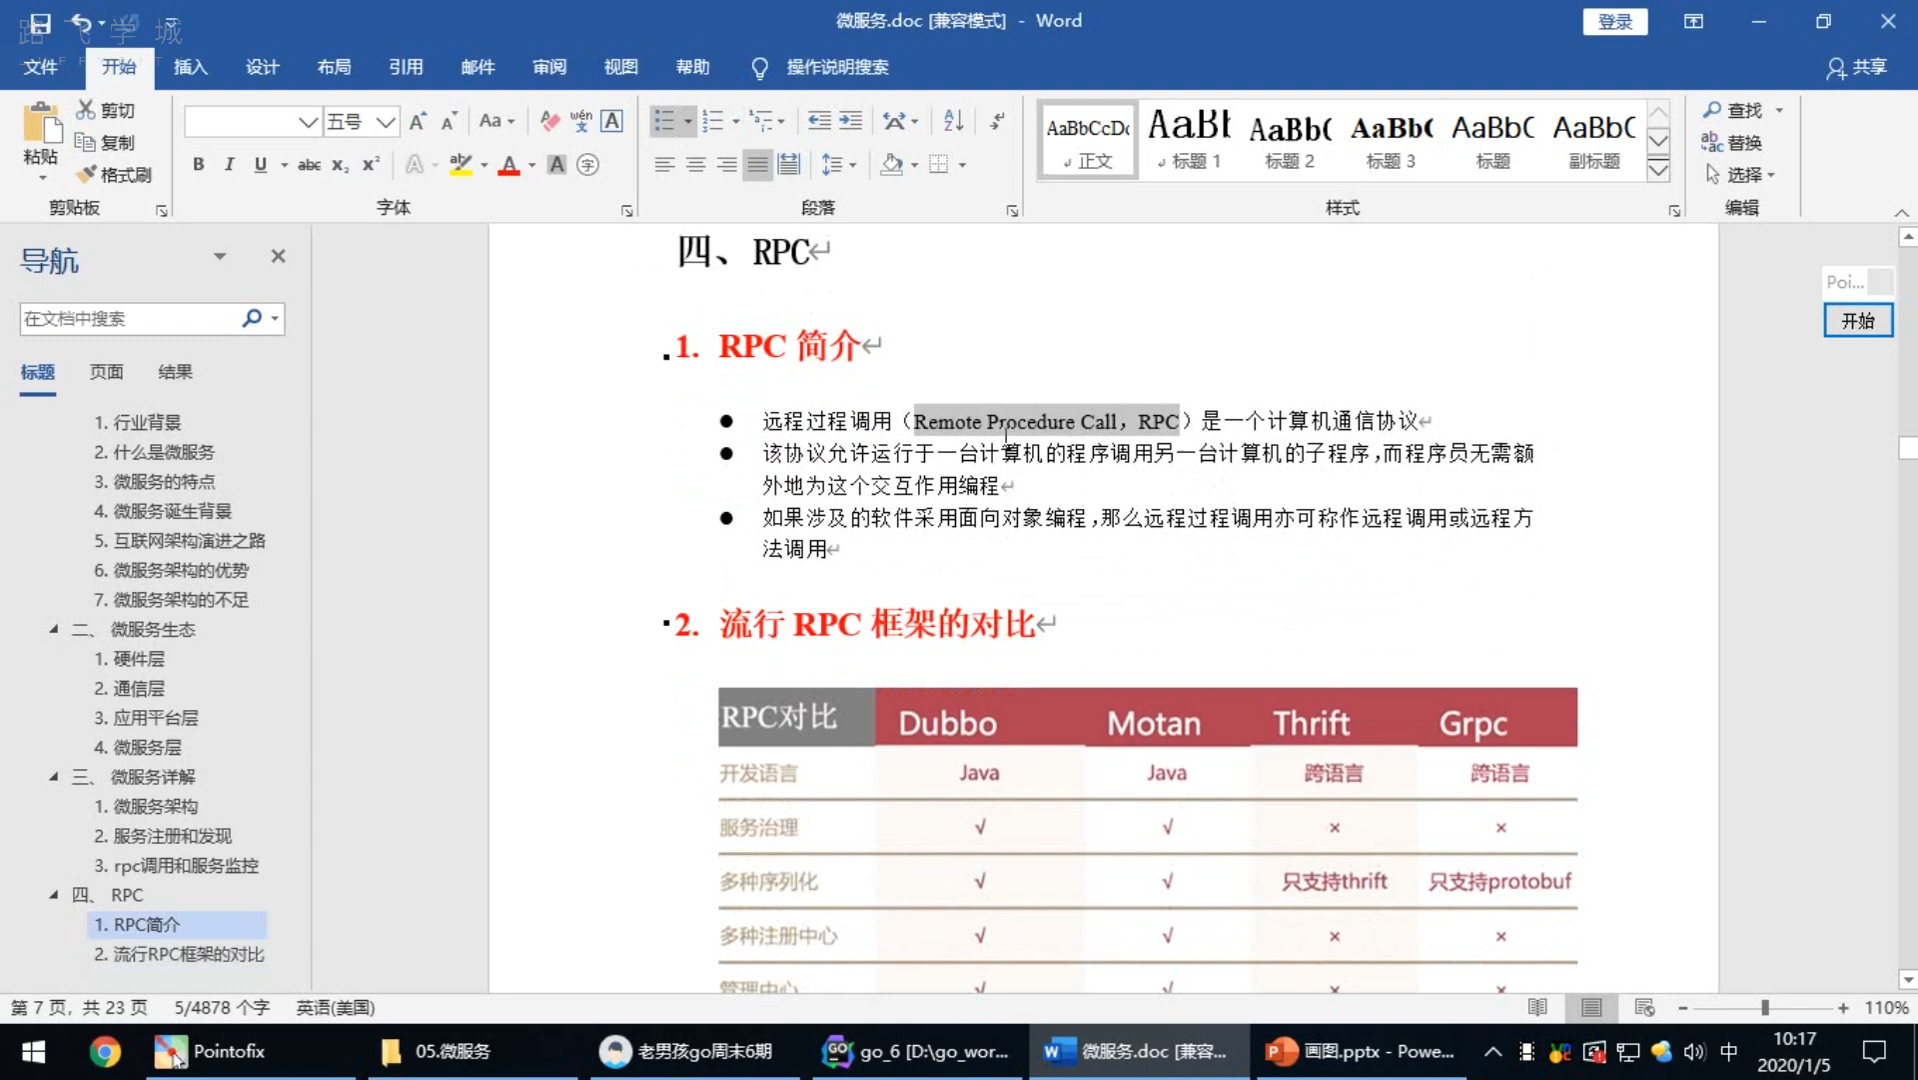 微服务.doc [兼容模式] - Word
登录
文件 开始 插入 设计 布局 引用 邮件 审阅 视图 帮助 操作说明搜索 共享
剪切
复制
格式刷
粘贴
五号
剪贴板 字体 段落 样式 编辑
正文 标题 1 标题 2 标题 3 标题 副标题
查找
替换
选择
导航
在文档中搜索
标题 页面 结果
1. 行业背景
2. 什么是微服务
3. 微服务的特点
4. 微服务诞生背景
5. 互联网架构演进之路
6. 微服务架构的优势
7. 微服务架构的不足
二、 微服务生态
1. 硬件层
2. 通信层
3. 应用平台层
4. 微服务层
三、 微服务详解
1. 微服务架构
2. 服务注册和发现
3. rpc调用和服务监控
四、 RPC
1. RPC简介
2. 流行RPC框架的对比
四、RPC
1. RPC 简介
远程过程调用（Remote Procedure Call，RPC）是一个计算机通信协议
该协议允许运行于一台计算机的程序调用另一台计算机的子程序,而程序员无需额
外地为这个交互作用编程
如果涉及的软件采用面向对象编程,那么远程过程调用亦可称作远程调用或远程方
法调用
2. 流行 RPC 框架的对比
RPC对比 Dubbo Motan Thrift Grpc
开发语言 Java Java 跨语言 跨语言
服务治理 √ √ × ×
多种序列化 √ √ 只支持thrift 只支持protobuf
多种注册中心 √ √ × ×
管理中心 √ √ × ×
Poi...
开始
第 7 页，共 23 页 5/4878 个字 英语(美国) 110%
Pointofix 05.微服务 老男孩go周末6期 go_6 [D:\go_wor... 微服务.doc [兼容... 画图.pptx - Powe... 中
10:17
2020/1/5